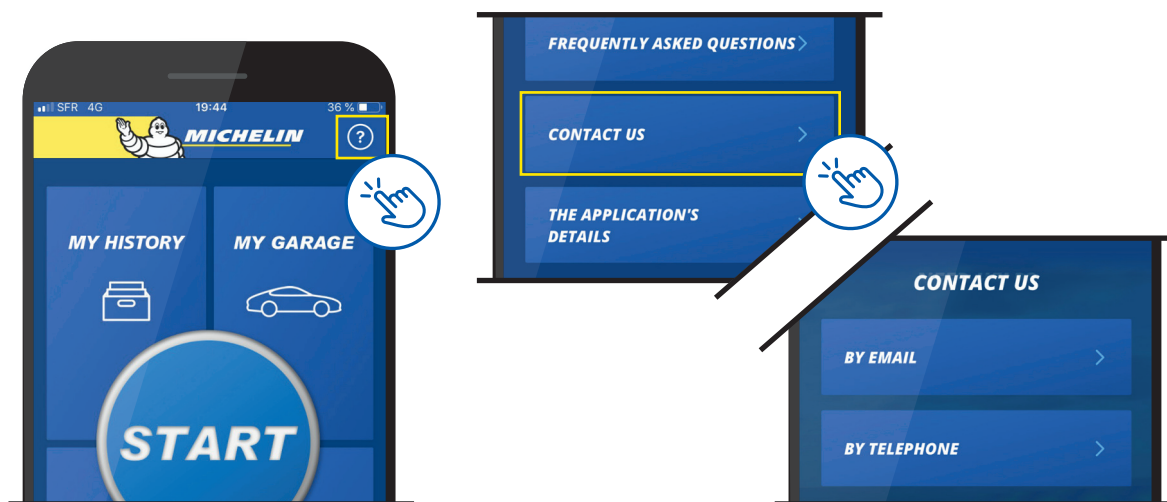 SFR 4G 19:44 36 %
MICHELIN
?
MY HISTORY
MY GARAGE
START
FREQUENTLY ASKED QUESTIONS
CONTACT US
THE APPLICATION'S
DETAILS
CONTACT US
BY EMAIL
BY TELEPHONE